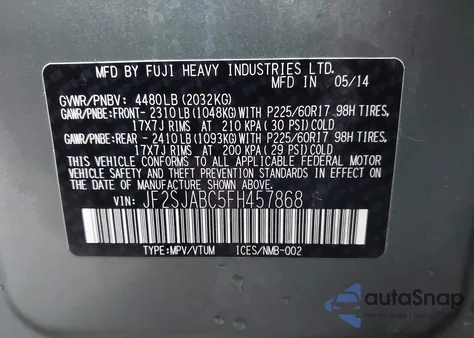 MFD BY FUJI HEAVY INDUSTRIES LTD.
MFD IN 05/14
GVWR/PNBV: 4480LB (2032KG)
GAWR/PNBE: FRONT- 2310LB(1048KG)WITH P225/60R17 98H TIRES,
17X7J RIMS AT 210 KPA (30 PSI)COLD
GAWR/PNBE: REAR - 2410LB(1093KG)WITH P225/60R17 98H TIRES,
17X7J RIMS AT 200 KPA (29 PSI)COLD
THIS VEHICLE CONFORMS TO ALL APPLICABLE FEDERAL MOTOR
VEHICLE SAFETY AND THEFT PREVENTION STANDARDS IN EFFECT
ON THE DATE OF MANUFACTURE SHOWN ABOVE.
VIN: JF2SJABC5FH457868
TYPE:MPV/VTUM ICES/NMB-002
autoSnap